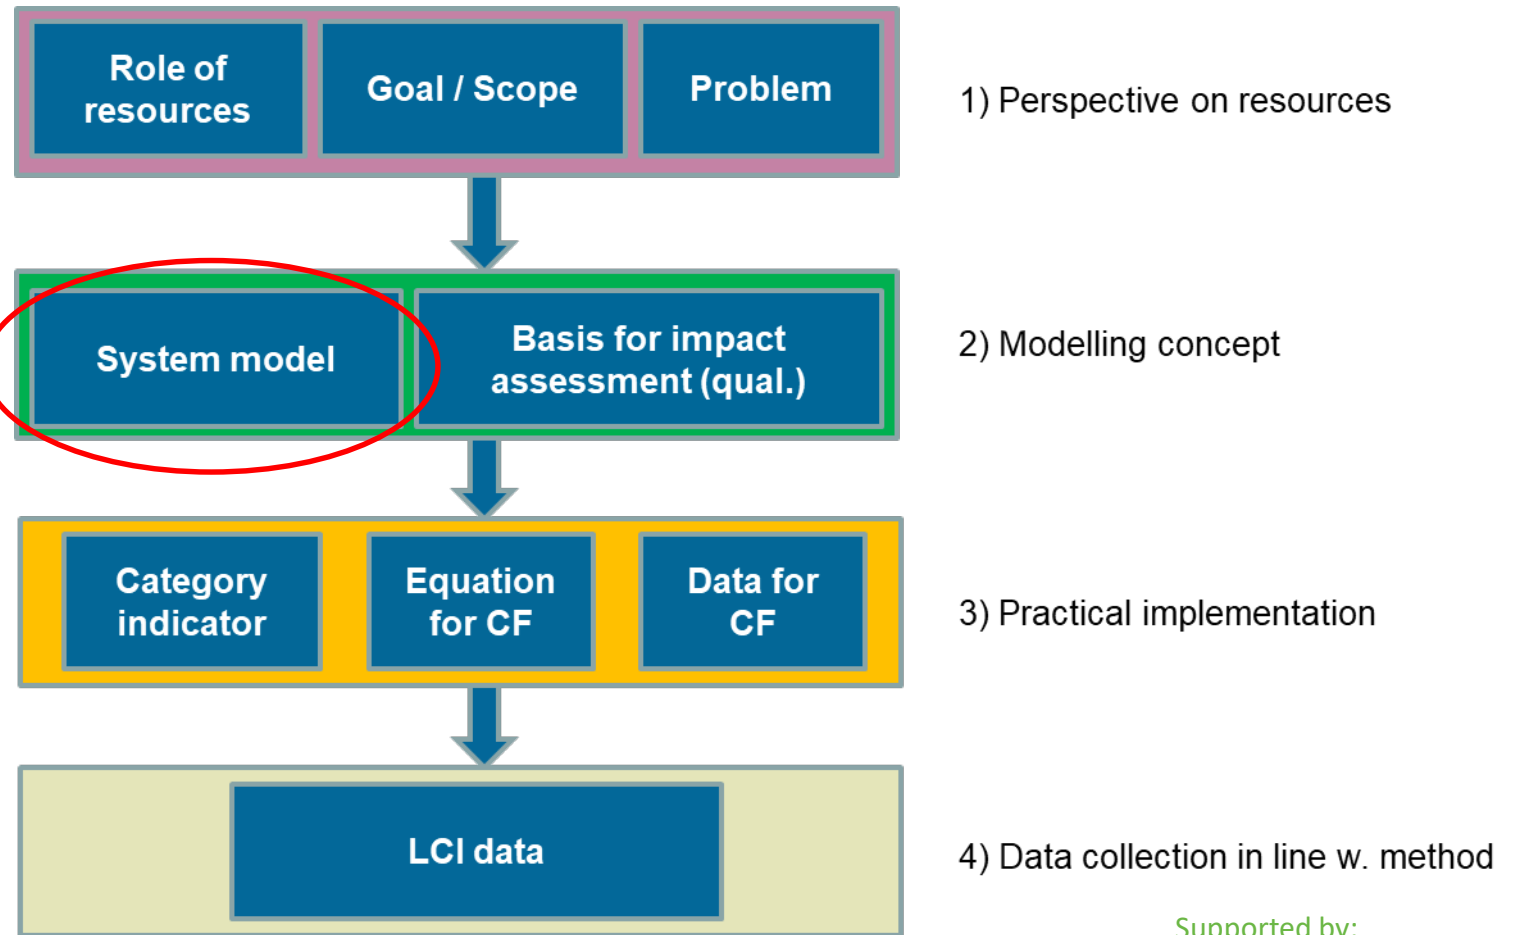 Role of
resources
Goal / Scope
Problem
1) Perspective on resources
System model
Basis for impact
assessment (qual.)
2) Modelling concept
Category
indicator
Equation
for CF
Data for
CF
3) Practical implementation
LCI data
4) Data collection in line w. method
Supported by: